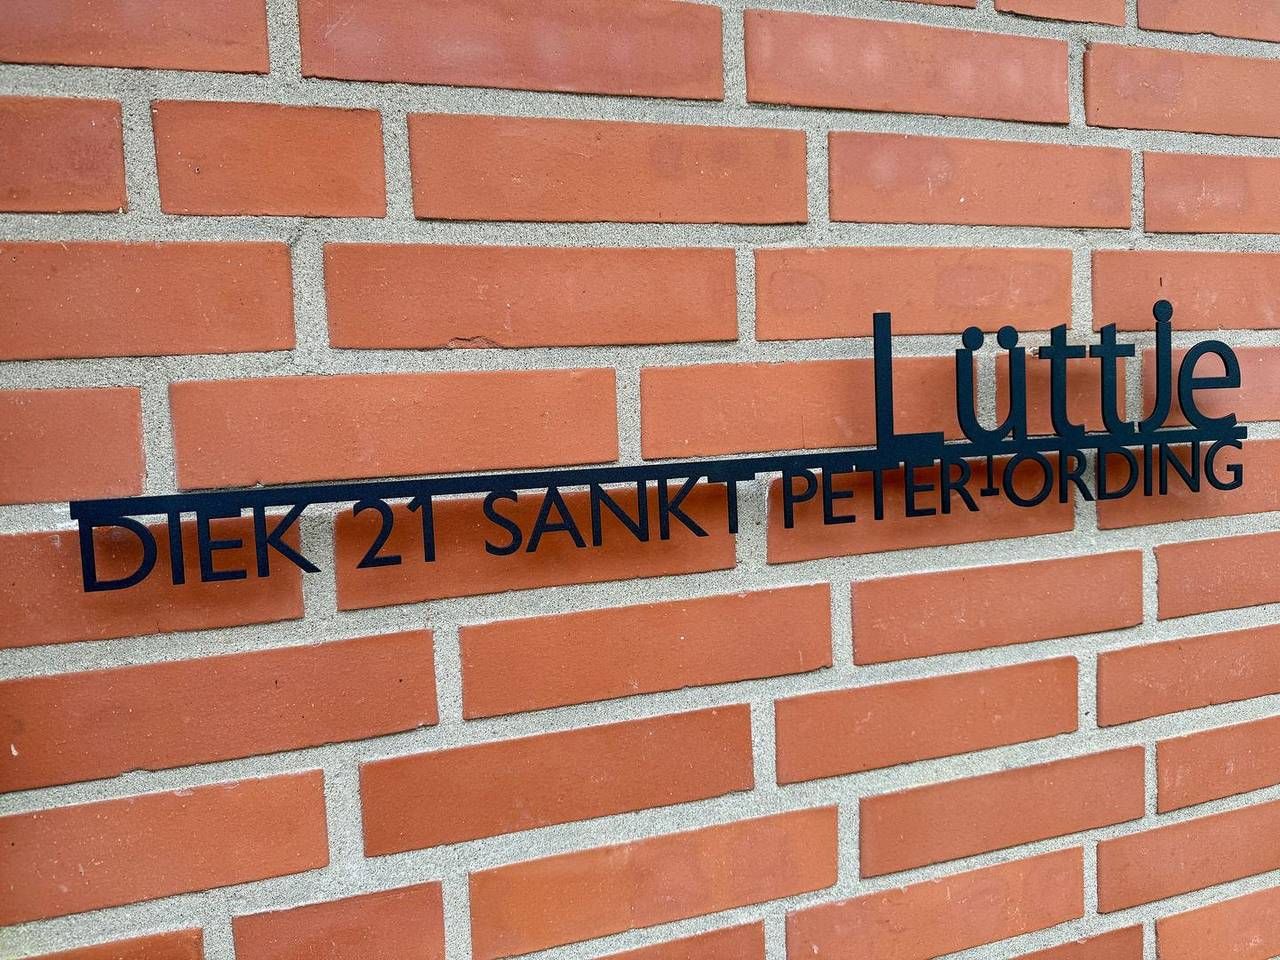 Lüttje
DIEK 21 SANKT PETER-ORDING